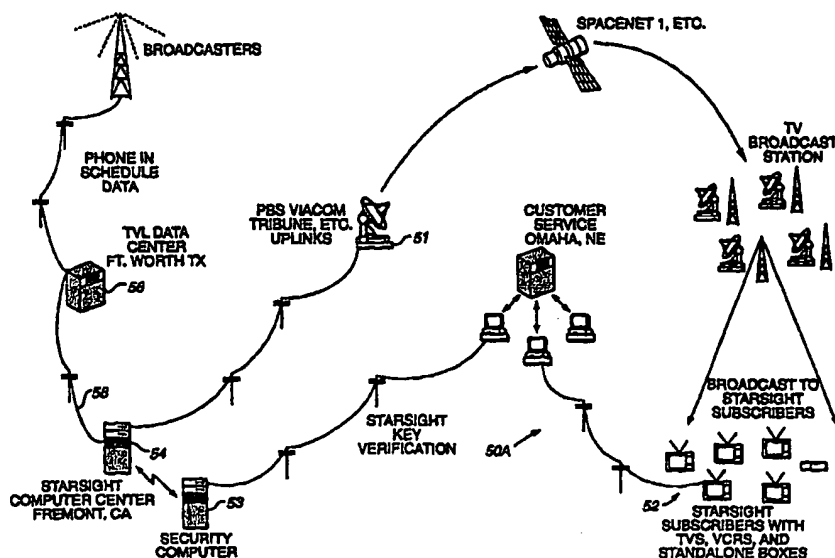 BROADCASTERS
SPACENET 1, ETC.
PHONE IN
SCHEDULE
DATA
TV
BROADCAST
STATION
TVL DATA
CENTER
FT. WORTH TX
56
PBS VIACOM
TRIBUNE, ETC.
UPLINKS
51
CUSTOMER
SERVICE
OMAHA, NE
58
54
STARSIGHT
COMPUTER CENTER
FREMONT, CA
53
SECURITY
COMPUTER
STARSIGHT
KEY
VERIFICATION
50A
BROADCAST TO
STARSIGHT
SUBSCRIBERS
52
STARSIGHT
SUBSCRIBERS WITH
TVS, VCRS, AND
STANDALONE BOXES